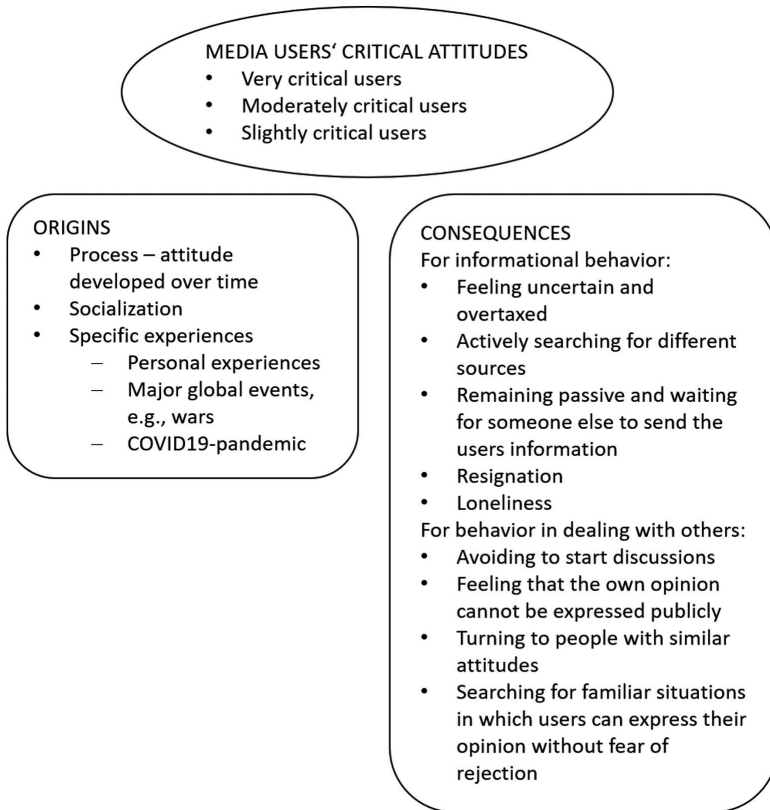 MEDIA USERS‘ CRITICAL ATTITUDES
• Very critical users
• Moderately critical users
• Slightly critical users
ORIGINS
• Process – attitude
developed over time
• Socialization
• Specific experiences
– Personal experiences
– Major global events,
e.g., wars
– COVID19-pandemic
CONSEQUENCES
For informational behavior:
• Feeling uncertain and
overtaxed
• Actively searching for different
sources
• Remaining passive and waiting
for someone else to send the
users information
• Resignation
• Loneliness
For behavior in dealing with others:
• Avoiding to start discussions
• Feeling that the own opinion
cannot be expressed publicly
• Turning to people with similar
attitudes
• Searching for familiar situations
in which users can express their
opinion without fear of
rejection